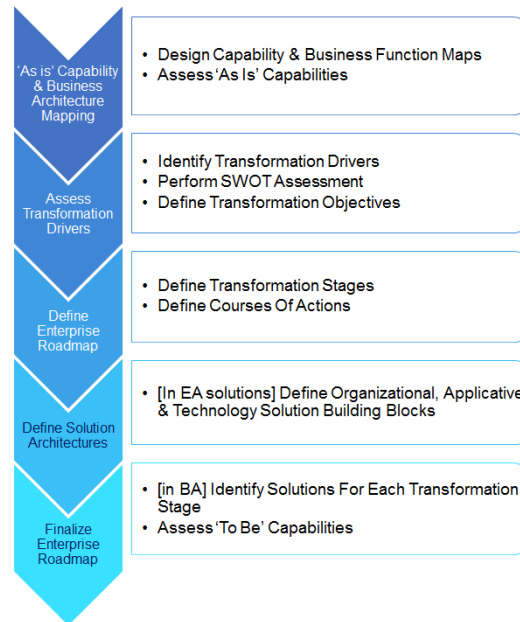 'As is' Capability
& Business
Architecture
Mapping
• Design Capability & Business Function Maps
• Assess 'As Is' Capabilities
Assess
Transformation
Drivers
• Identify Transformation Drivers
• Perform SWOT Assessment
• Define Transformation Objectives
Define
Enterprise
Roadmap
• Define Transformation Stages
• Define Courses Of Actions
Define Solution
Architectures
• [In EA solutions] Define Organizational, Applicative
& Technology Solution Building Blocks
Finalize
Enterprise
Roadmap
• [in BA] Identify Solutions For Each Transformation
Stage
• Assess 'To Be' Capabilities